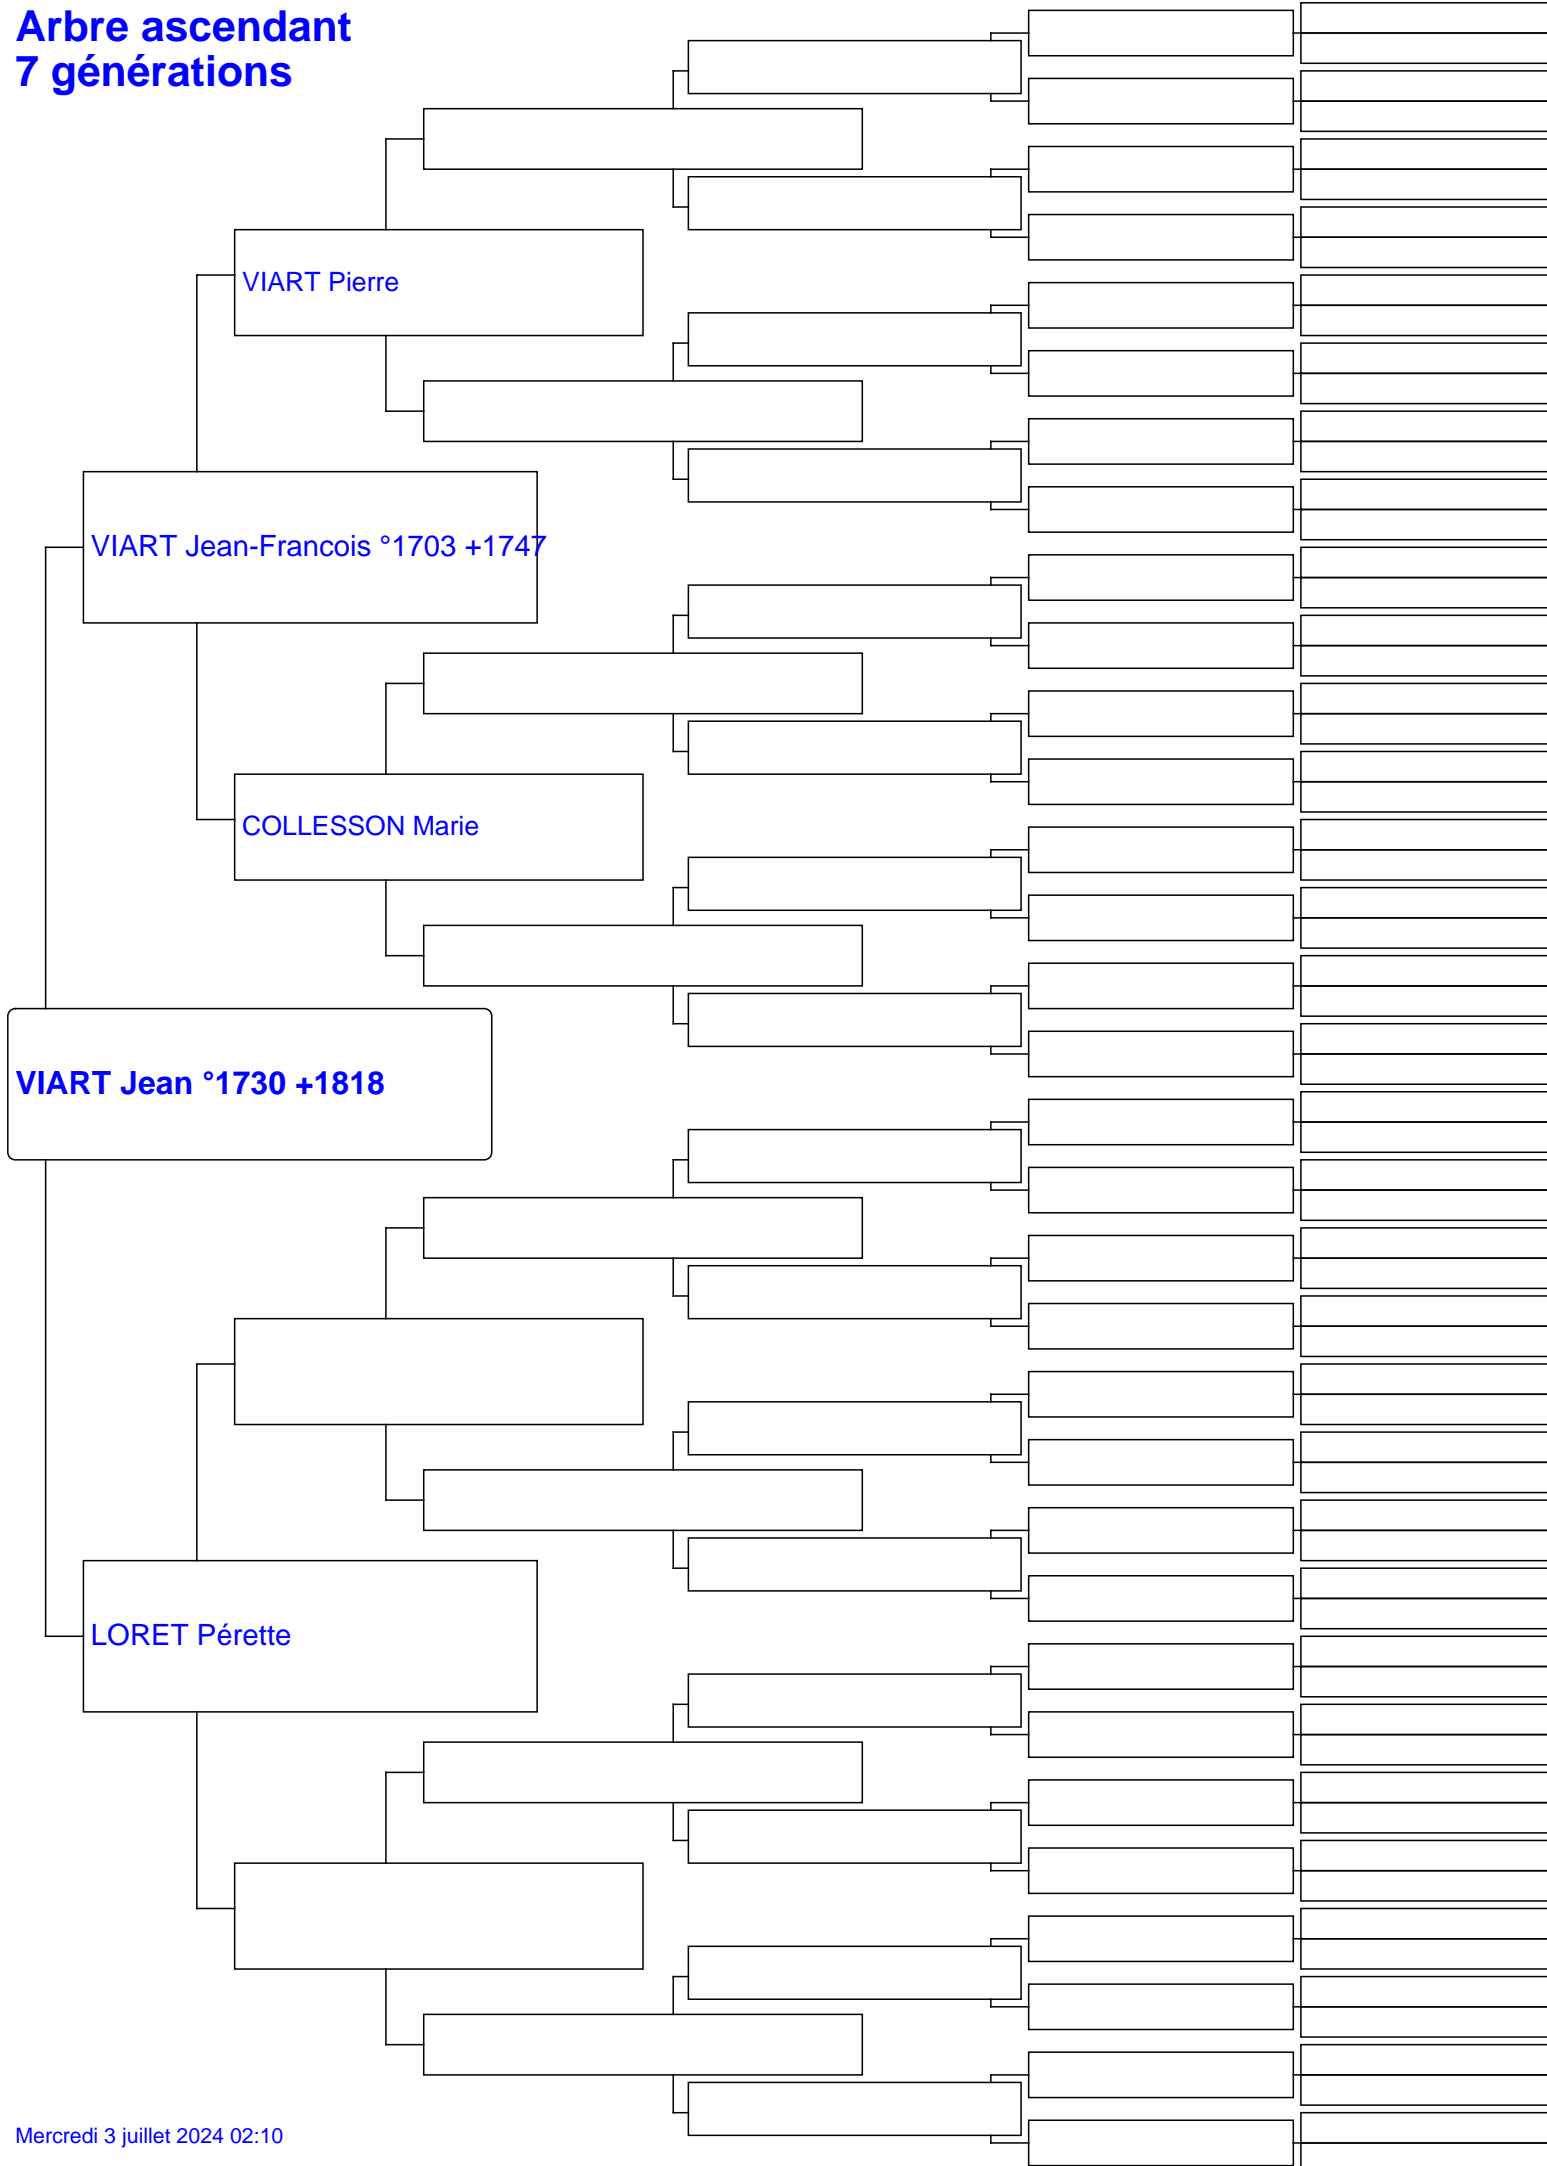 Arbre ascendant
7 générations
VIART Pierre
VIART Jean-Francois °1703 +1747
COLLESSON Marie
VIART Jean °1730 +1818
LORET Pérette
Mercredi 3 juillet 2024 02:10